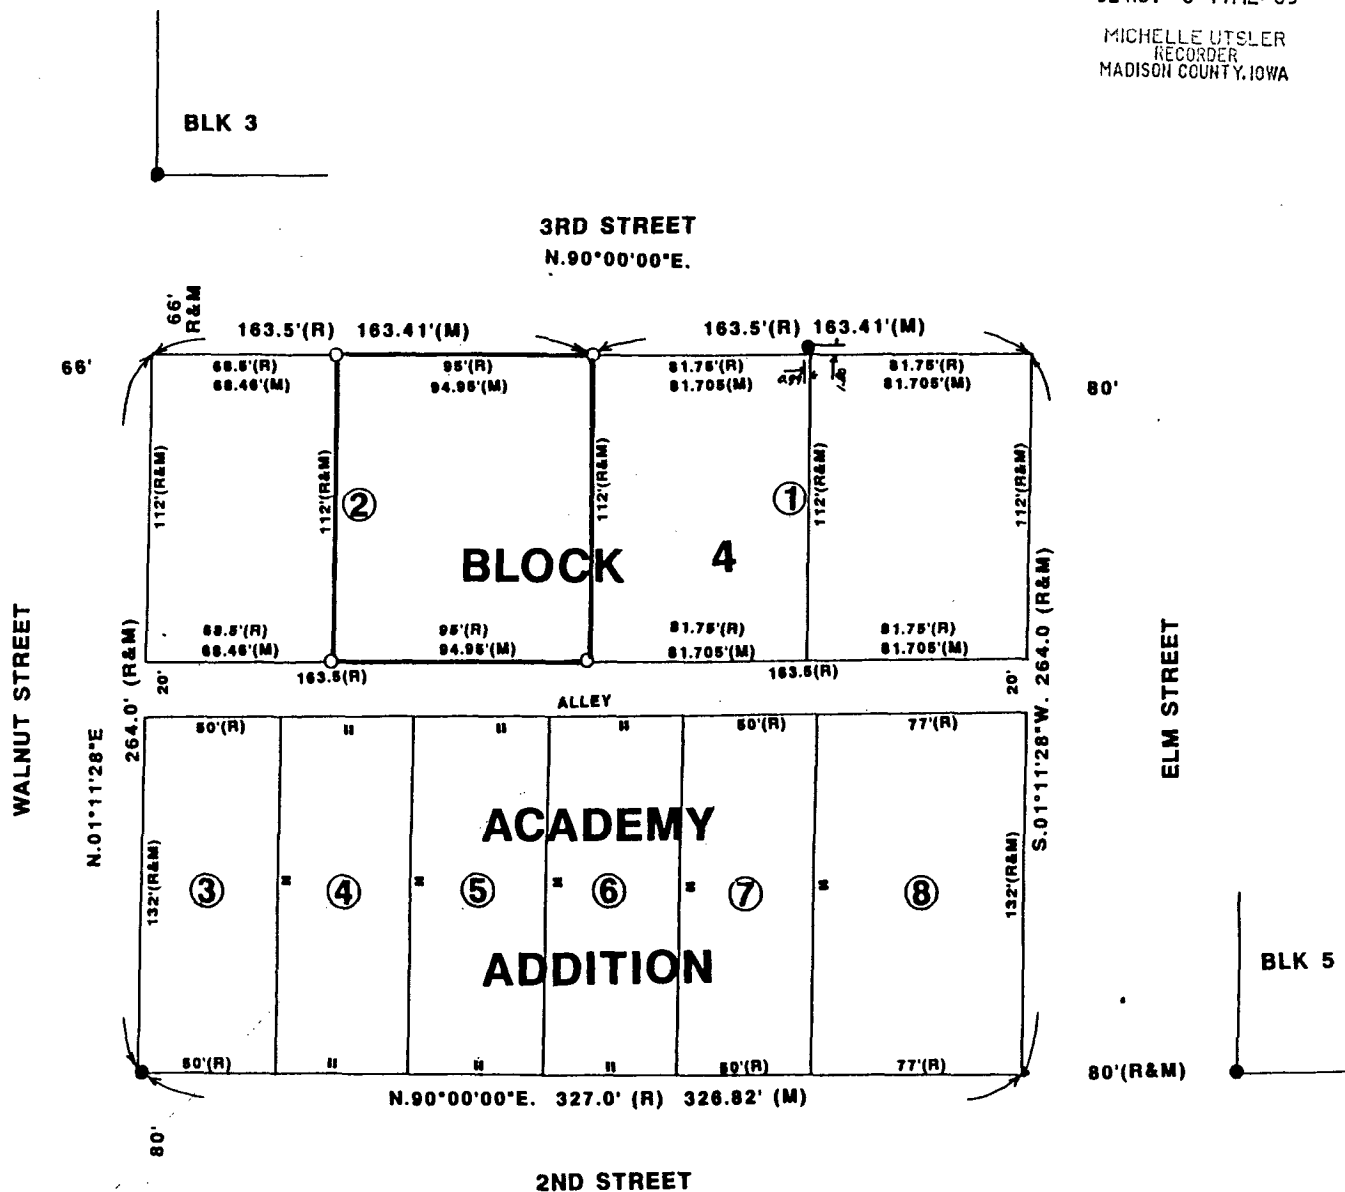 MICHELLE UTSLER
RECORDER
MADISON COUNTY, IOWA
BLK 3
3RD STREET
N.90°00'00"E.
66'
R&M
163.5'(R) 163.41'(M)
163.5'(R) 163.41'(M)
66'
68.5'(R)
68.46'(M)
95'(R)
94.95'(M)
81.75'(R)
81.705(M)
81.75'(R)
81.705'(M)
80'
112'(R&M)
112'(R&M)
2
112'(R&M)
1
112'(R&M)
112'(R&M)
BLOCK 4
68.5'(R)
68.46'(M)
95'(R)
94.95'(M)
81.75'(R)
81.705(M)
81.75'(R)
81.705'(M)
163.5(R)
163.5(R)
20'
20'
ALLEY
WALNUT STREET
N.01°11'28"E
264.0' (R&M)
S.01°11'28"W. 264.0 (R&M)
ELM STREET
50'(R)
"
"
"
50'(R)
77'(R)
ACADEMY
132'(R&M)
3
"
4
"
5
"
6
"
7
"
8
132'(R&M)
ADDITION
BLK 5
50'(R)
"
"
"
50'(R)
77'(R)
80'(R&M)
N.90°00'00"E. 327.0' (R) 326.82' (M)
80'
2ND STREET